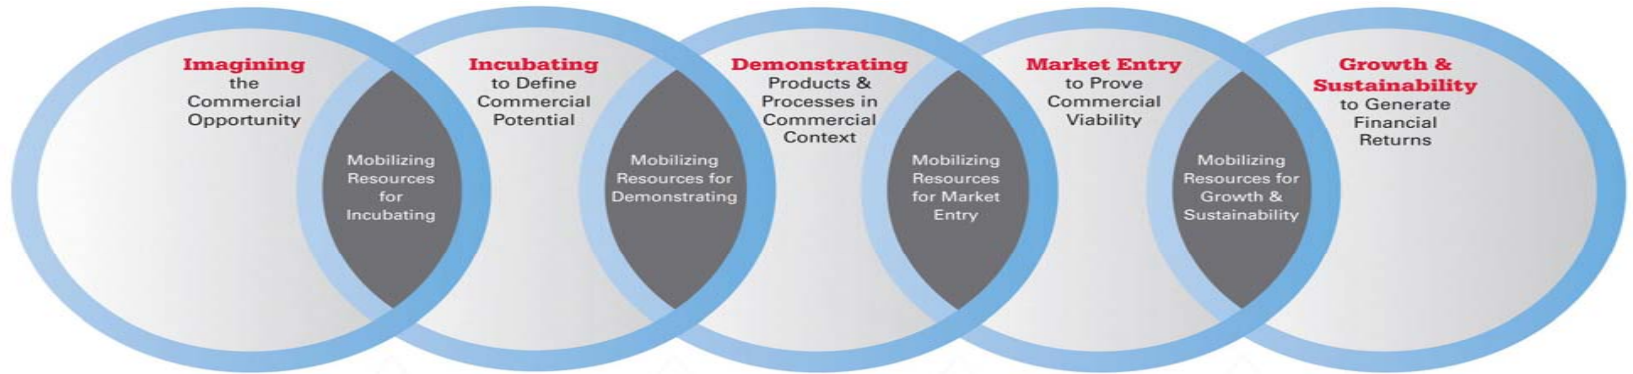 Imagining
the
Commercial
Opportunity
Mobilizing
Resources
for
Incubating
Incubating
to Define
Commercial
Potential
Mobilizing
Resources for
Demonstrating
Demonstrating
Products &
Processes in
Commercial
Context
Mobilizing
Resources
for Market
Entry
Market Entry
to Prove
Commercial
Viability
Mobilizing
Resources for
Growth &
Sustainability
Growth &
Sustainability
to Generate
Financial
Returns